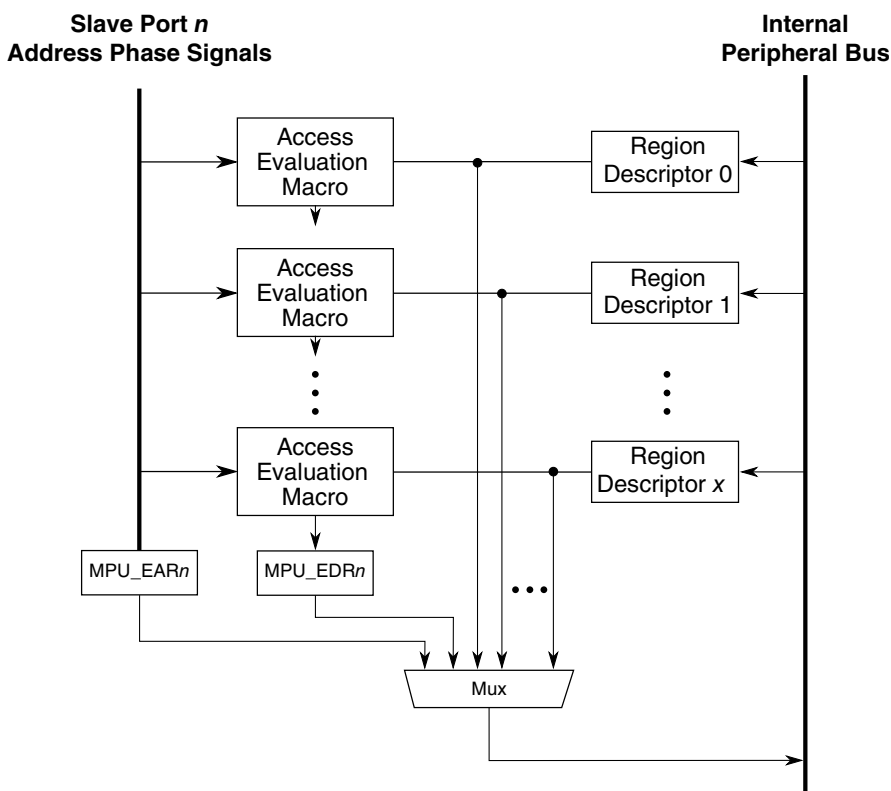 Slave Port n
Address Phase Signals
Internal
Peripheral Bus
Access
Evaluation
Macro
Region
Descriptor 0
Access
Evaluation
Macro
Region
Descriptor 1
Access
Evaluation
Macro
Region
Descriptor x
MPU_EARn
MPU_EDRn
Mux